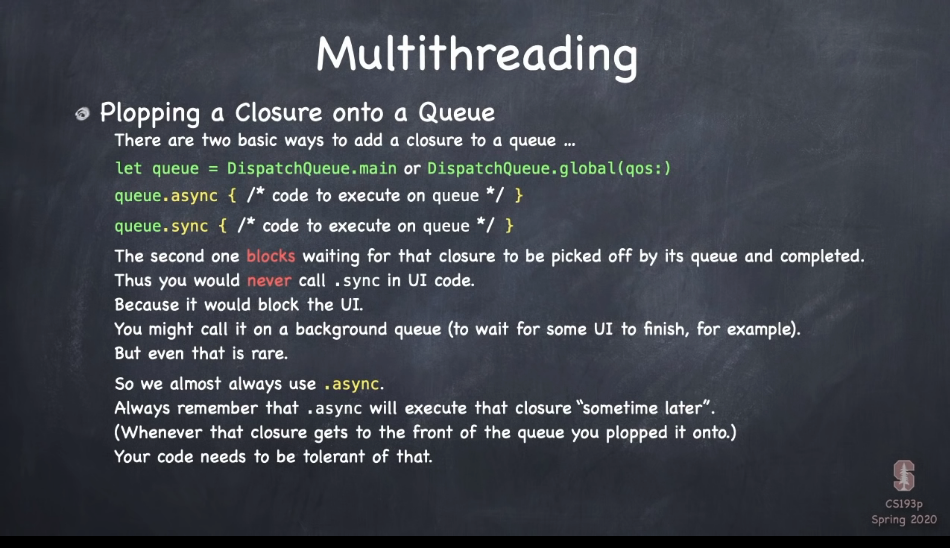 Multithreading
Plopping a Closure onto a Queue
There are two basic ways to add a closure to a queue ...
let queue = DispatchQueue.main or DispatchQueue.global(qos:)
queue.async { /* code to execute on queue */ }
queue.sync { /* code to execute on queue */ }
The second one blocks waiting for that closure to be picked off by its queue and completed.
Thus you would never call .sync in UI code.
Because it would block the UI.
You might call it on a background queue (to wait for some UI to finish, for example).
But even that is rare.
So we almost always use .async.
Always remember that .async will execute that closure “sometime later”.
(Whenever that closure gets to the front of the queue you plopped it onto.)
Your code needs to be tolerant of that.
S
CS193p
Spring 2020